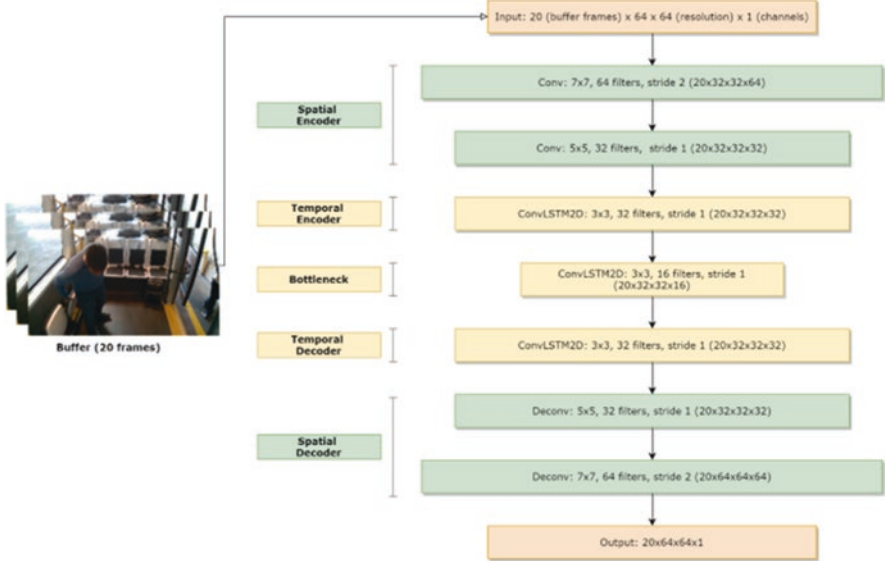 Input: 20 (buffer frames) x 64 x 64 (resolution) x 1 (channels)
Spatial
Encoder
Conv: 7x7, 64 filters, stride 2 (20x32x32x64)
Conv: 5x5, 32 filters, stride 1 (20x32x32x32)
Temporal
Encoder
ConvLSTM2D: 3x3, 32 filters, stride 1 (20x32x32x32)
Bottleneck
ConvLSTM2D: 3x3, 16 filters, stride 1
(20x32x32x16)
Buffer (20 frames)
Temporal
Decoder
ConvLSTM2D: 3x3, 32 filters, stride 1 (20x32x32x32)
Spatial
Decoder
Deconv: 5x5, 32 filters, stride 1 (20x32x32x32)
Deconv: 7x7, 64 filters, stride 2 (20x64x64x64)
Output: 20x64x64x1